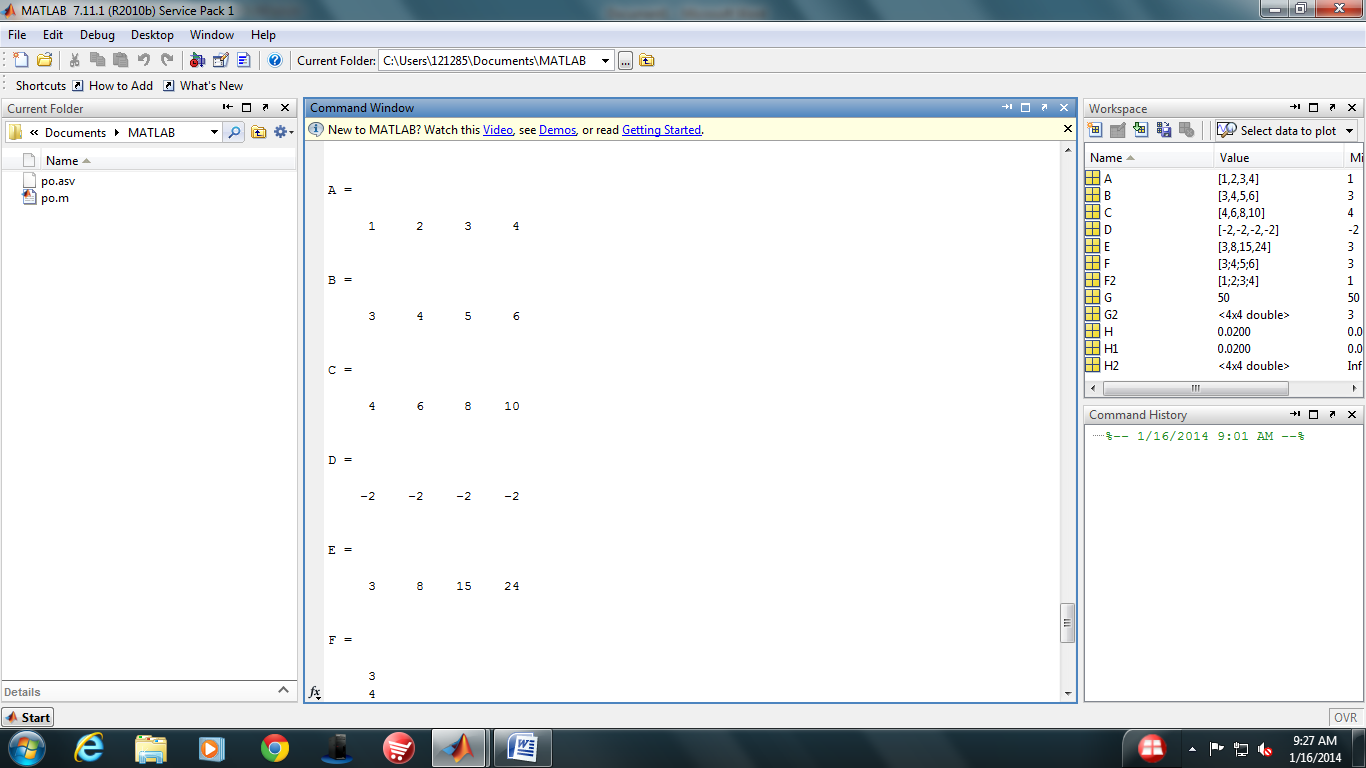 MATLAB 7.11.1 (R2010b) Service Pack 1
File Edit Debug Desktop Window Help
Current Folder: C:\Users\121285\Documents\MATLAB ...
Shortcuts How to Add What's New
Current Folder
« Documents MATLAB
Name
po.asv
po.m
Details
Command Window
New to MATLAB? Watch this Video, see Demos, or read Getting Started.
A =
1 2 3 4
B =
3 4 5 6
C =
4 6 8 10
D =
-2 -2 -2 -2
E =
3 8 15 24
F =
3
4
fx
Workspace
Select data to plot
Name Value Mi
A [1,2,3,4] 1
B [3,4,5,6] 3
C [4,6,8,10] 4
D [-2,-2,-2,-2] -2
E [3,8,15,24] 3
F [3;4;5;6] 3
F2 [1;2;3;4] 1
G 50 50
G2 <4x4 double> 3
H 0.0200 0.0
H1 0.0200 0.0
H2 <4x4 double> Inf
Command History
%-- 1/16/2014 9:01 AM --%
Start
OVR
9:27 AM
1/16/2014